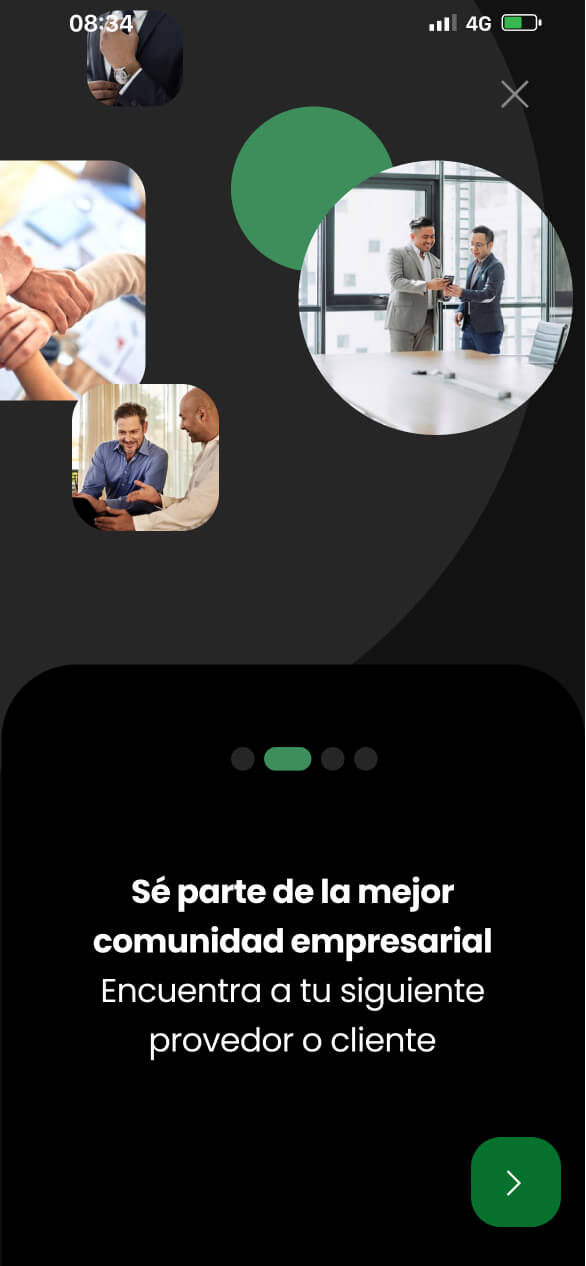 08:34 4G
Sé parte de la mejor
comunidad empresarial
Encuentra a tu siguiente
provedor o cliente